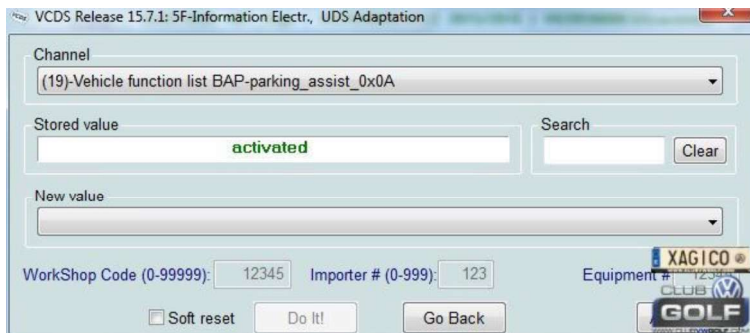 VCDS Release 15.7.1: 5F-Information Electr., UDS Adaptation
Channel
(19)-Vehicle function list BAP-parking_assist_0x0A
Stored value
Search
activated
Clear
New value
WorkShop Code (0-99999): 12345 Importer # (0-999): 123 Equipment #
XAGICO
CLUB
GOLF
Soft reset Do It! Go Back